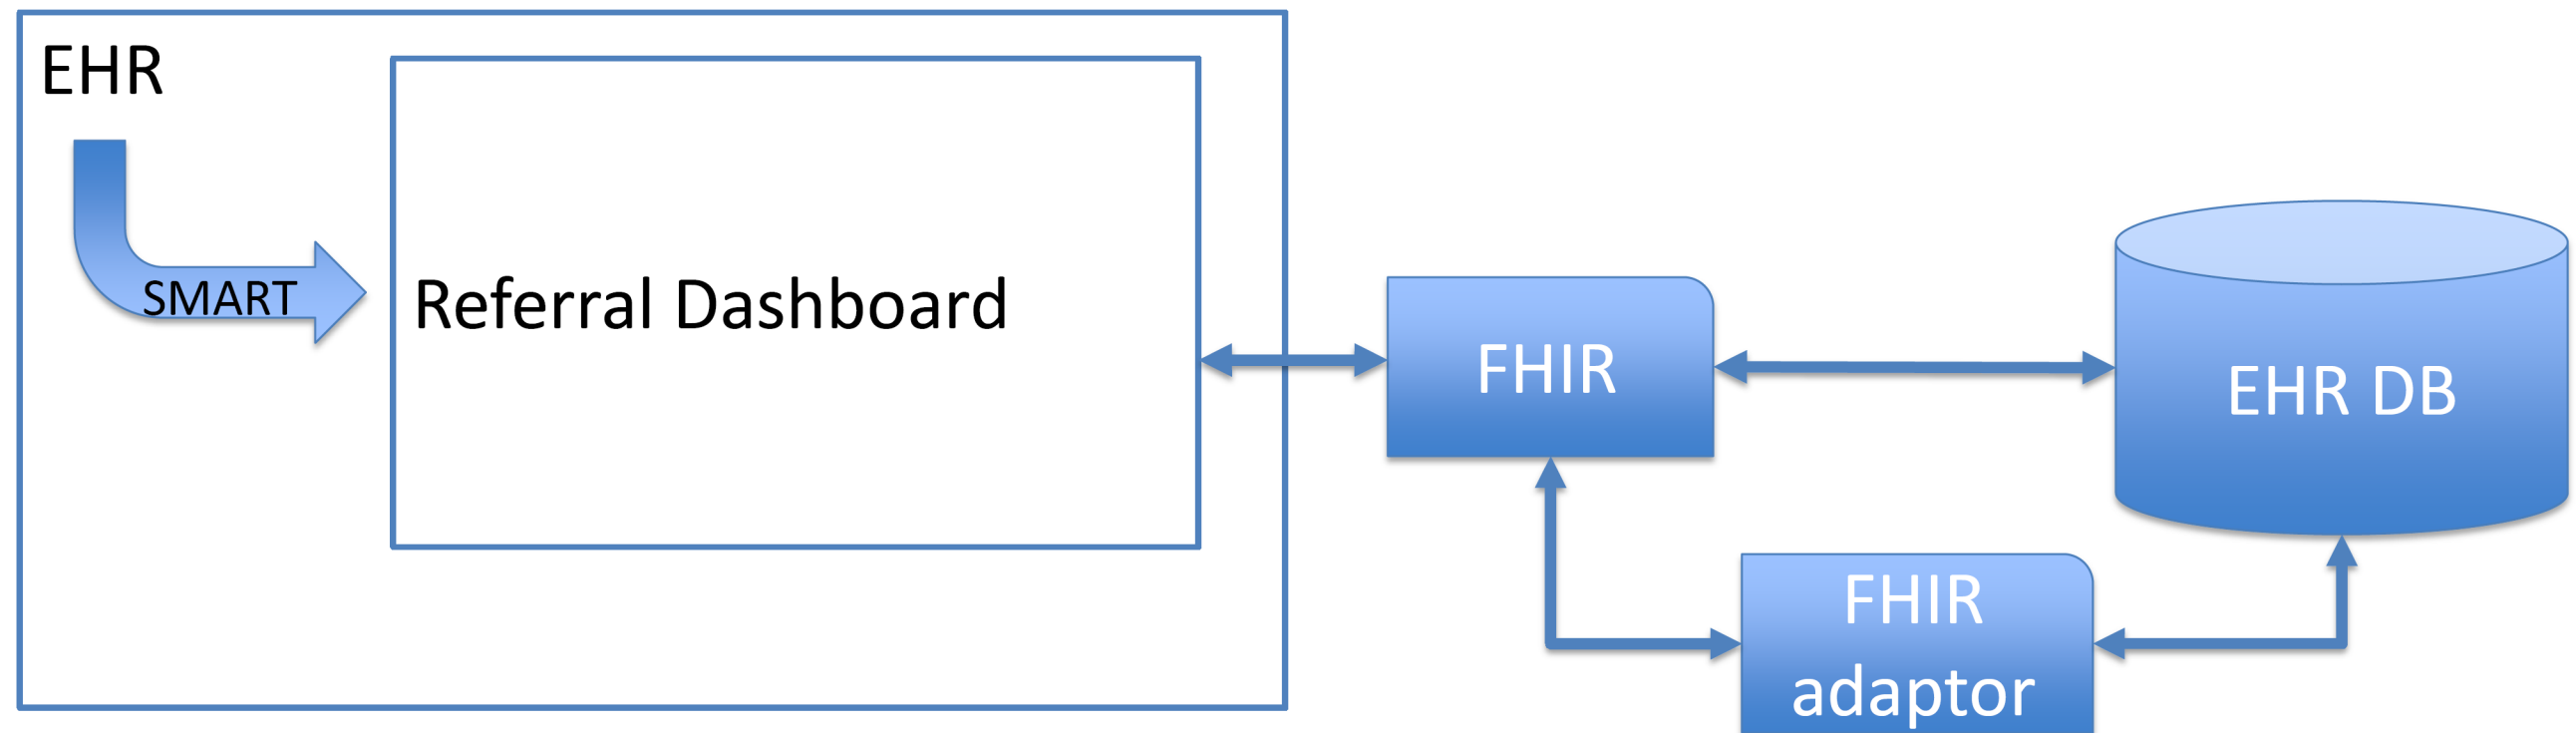 EHR
SMART
Referral Dashboard
FHIR
EHR DB
FHIR
adaptor